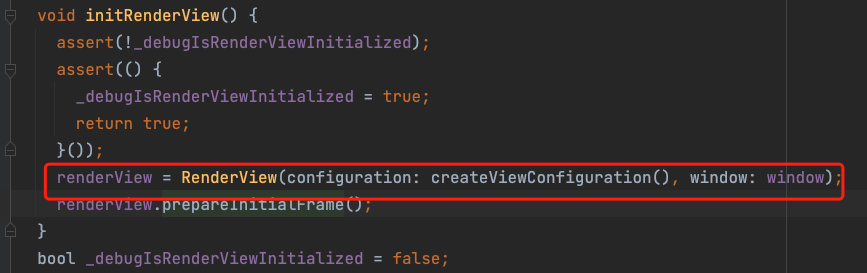 void initRenderView() {
assert(!_debugIsRenderViewInitialized);
assert(() {
_debugIsRenderViewInitialized = true;
return true;
}());
renderView = RenderView(configuration: createViewConfiguration(), window: window);
renderView.prepareInitialFrame();
}
bool _debugIsRenderViewInitialized = false;